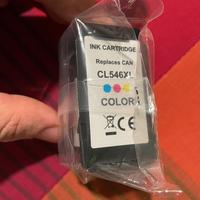 INK CARTRIDGE
Replaces CAN
CL546XL
COLOR
CE